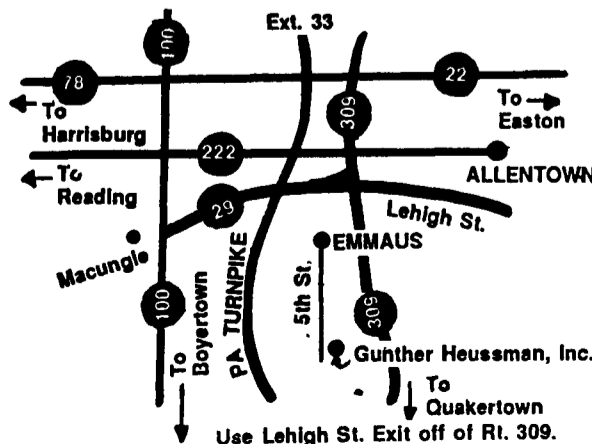 Ext. 33
100
78
22
To
Harrisburg
309
To
Easton
222
ALLENTOWN
To
Reading
29
Lehigh St.
Macungie
EMMAUS
PA TURNPIKE
5th St.
100
To
Boyertown
309
Gunther Heussman, Inc.
To
Quakertown
Use Lehigh St. Exit off of Rt. 309.